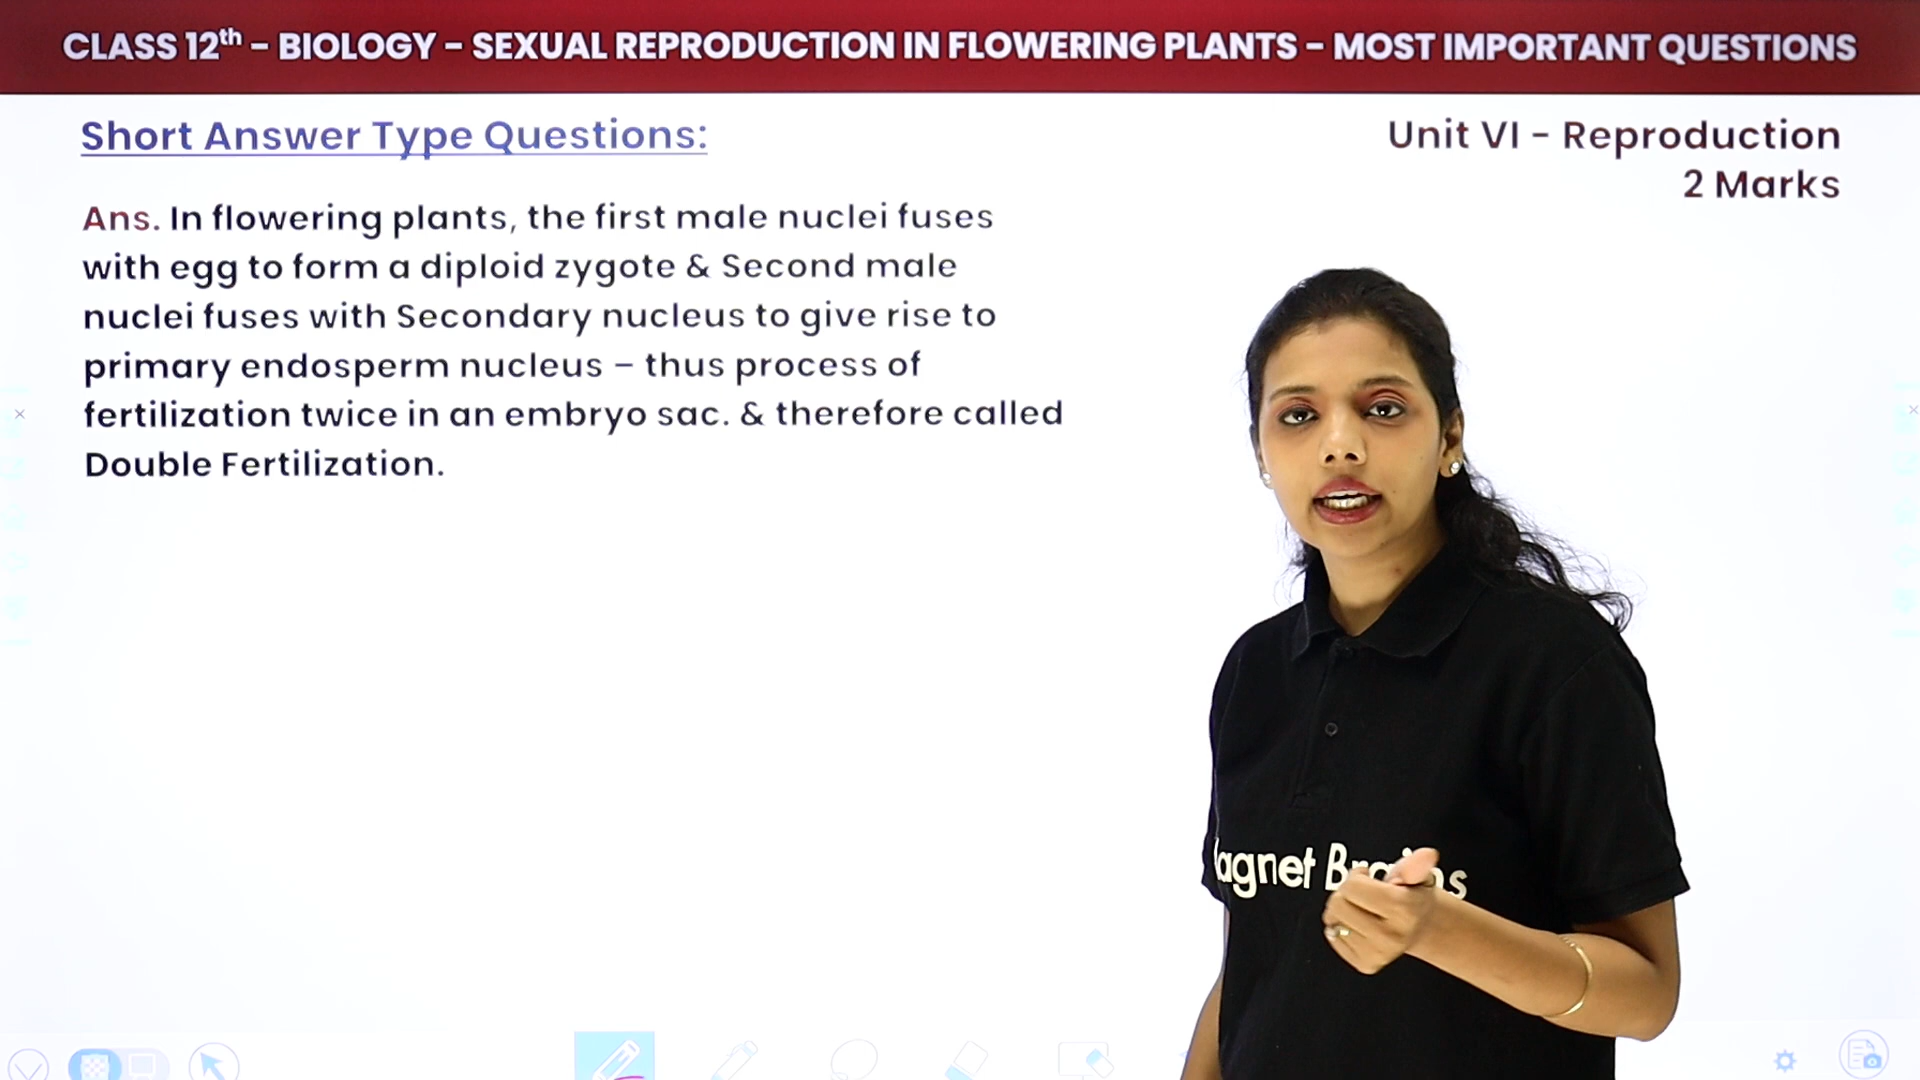 CLASS 12th – BIOLOGY – SEXUAL REPRODUCTION IN FLOWERING PLANTS – MOST IMPORTANT QUESTIONS
Short Answer Type Questions:
Unit VI – Reproduction
2 Marks
Ans. In flowering plants, the first male nuclei fuses
with egg to form a diploid zygote & Second male
nuclei fuses with Secondary nucleus to give rise to
primary endosperm nucleus – thus process of
fertilization twice in an embryo sac. & therefore called
Double Fertilization.